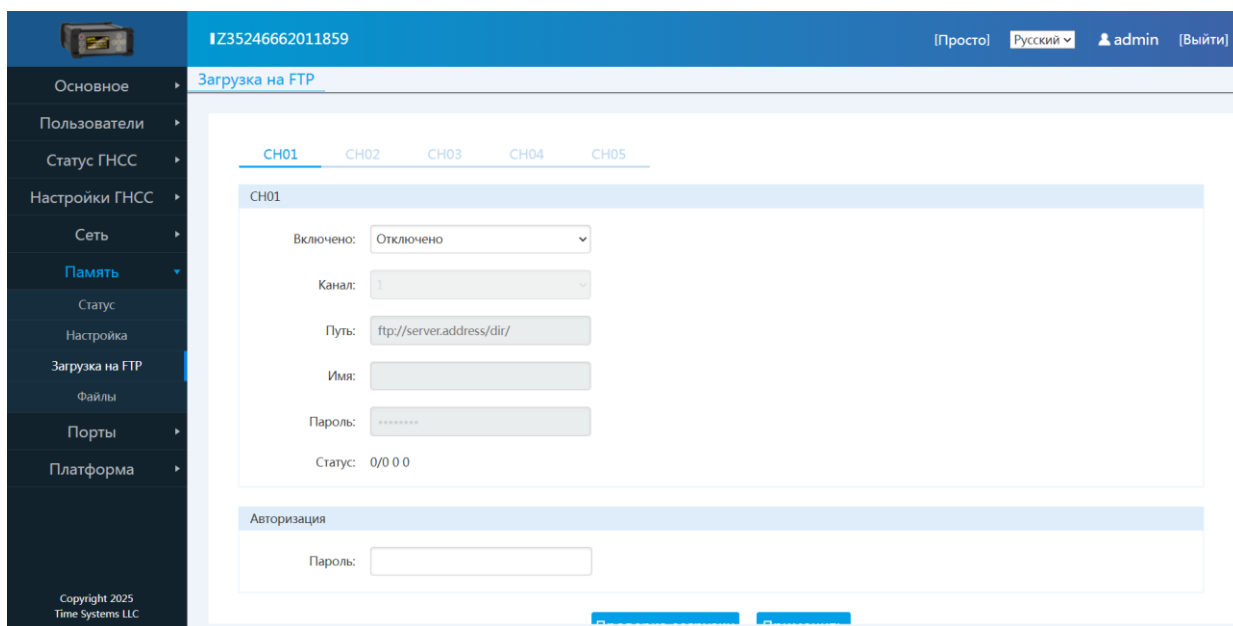 IZ35246662011859
[Просто] Русский admin [Выйти]
Основное
Пользователи
Статус ГНСС
Настройки ГНСС
Сеть
Память
Статус
Настройка
Загрузка на FTP
Файлы
Порты
Платформа
Copyright 2025
Time Systems LLC
Загрузка на FTP
CH01 CH02 CH03 CH04 CH05
CH01
Включено: Отключено
Канал: 1
Путь: ftp://server.address/dir/
Имя:
Пароль: ••••••••
Статус: 0/0 0 0
Авторизация
Пароль: